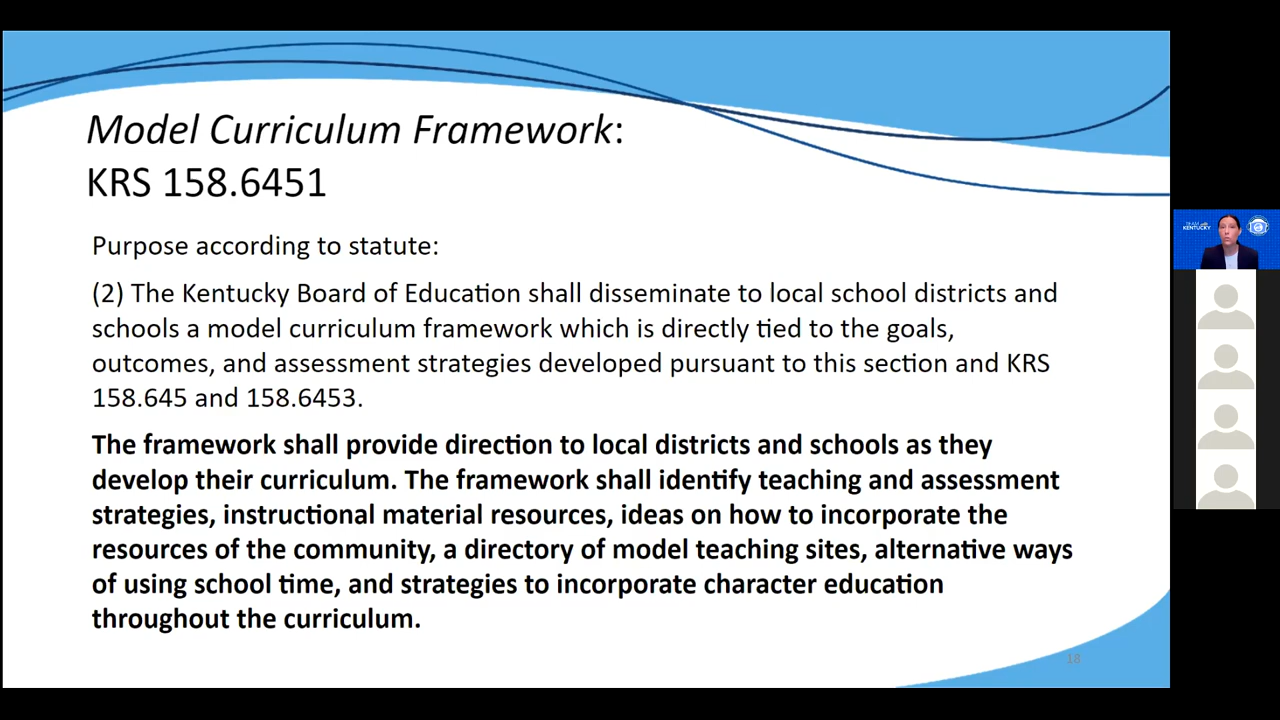 Model Curriculum Framework:
KRS 158.6451
Purpose according to statute:
(2) The Kentucky Board of Education shall disseminate to local school districts and
schools a model curriculum framework which is directly tied to the goals,
outcomes, and assessment strategies developed pursuant to this section and KRS
158.645 and 158.6453.
The framework shall provide direction to local districts and schools as they
develop their curriculum. The framework shall identify teaching and assessment
strategies, instructional material resources, ideas on how to incorporate the
resources of the community, a directory of model teaching sites, alternative ways
of using school time, and strategies to incorporate character education
throughout the curriculum.
18
TEAM
KENTUCKY